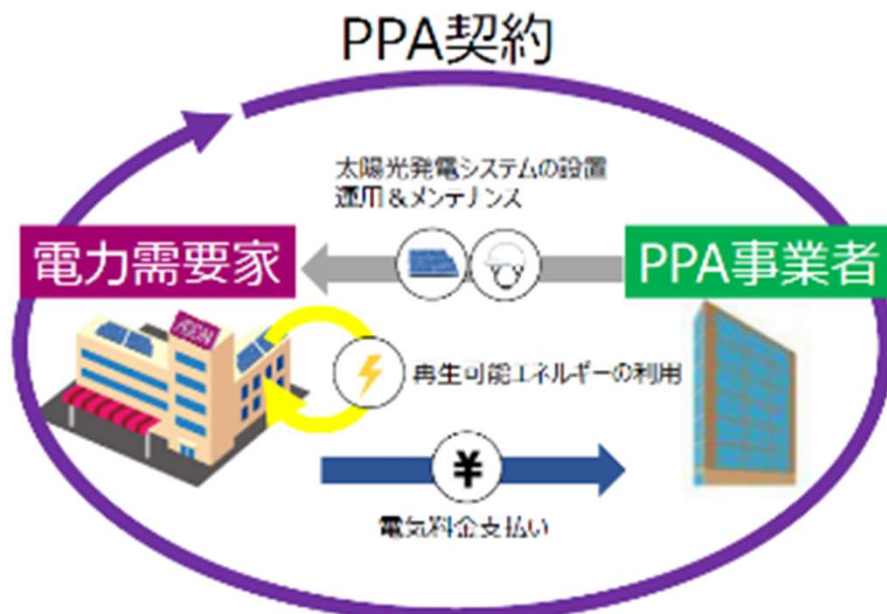 PPA契約
太陽光発電システムの設置
運用&メンテナンス
電力需要家
PPA事業者
再生可能エネルギーの利用
¥
電気料金支払い